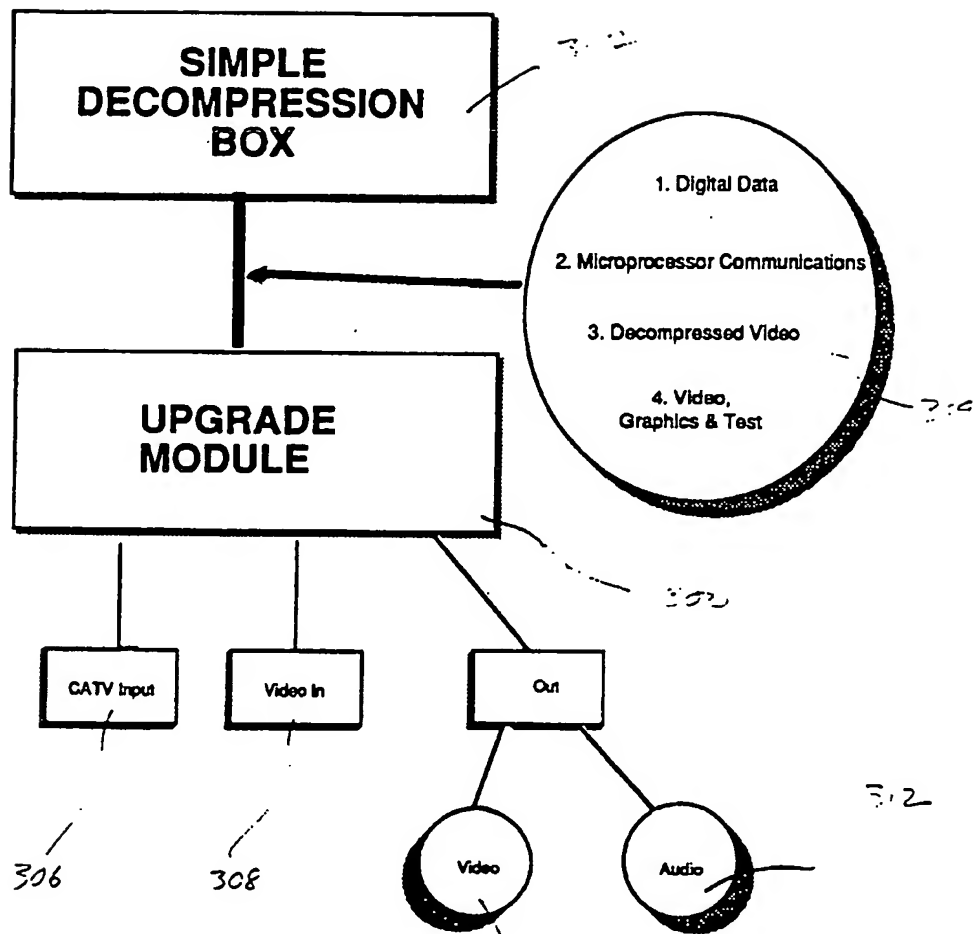 SIMPLE
DECOMPRESSION
BOX
1. Digital Data
2. Microprocessor Communications
3. Decompressed Video
4. Video,
Graphics & Test
UPGRADE
MODULE
CATV Input
Video In
Out
312
306
308
Video
Audio